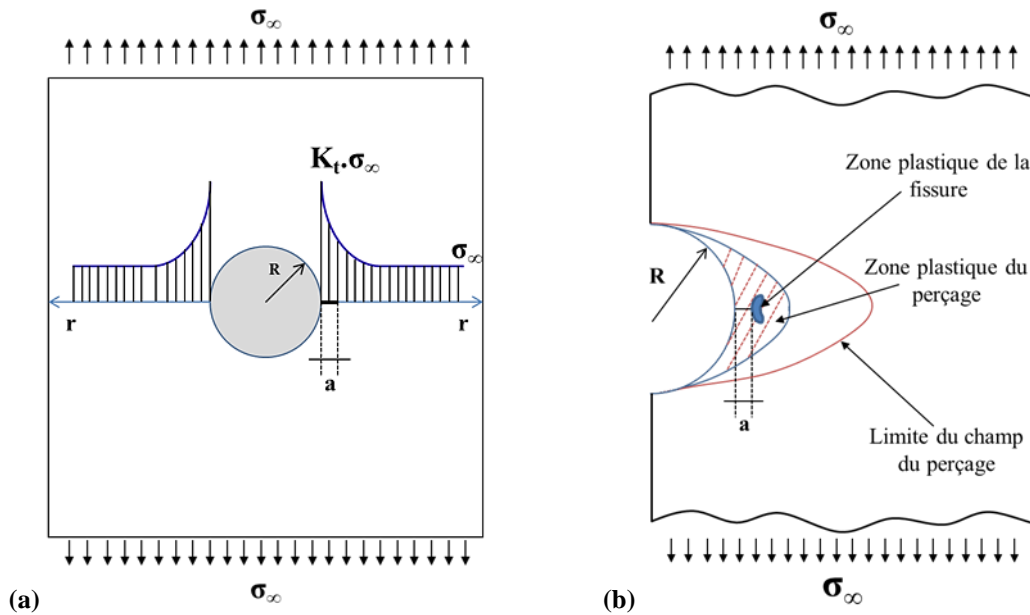 σ∞
Kt.σ∞
σ∞
R
r
r
a
σ∞
(a)
σ∞
Zone plastique de la
fissure
Zone plastique du
perçage
R
a
Limite du champ
du perçage
σ∞
(b)